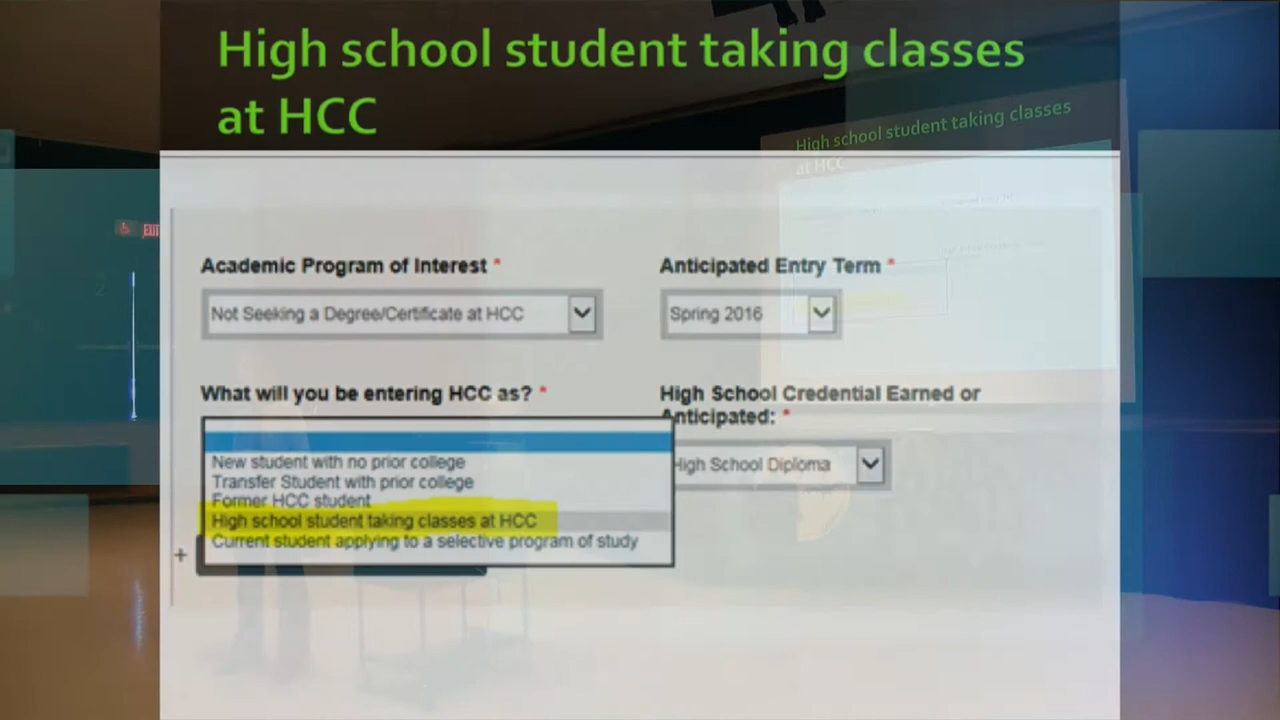 High school student taking classes
at HCC
High school student taking classes
at HCC
EXIT
Academic Program of Interest *
Anticipated Entry Term *
Not Seeking a Degree/Certificate at HCC
Spring 2016
What will you be entering HCC as? *
High School Credential Earned or
Anticipated: *
New student with no prior college
Transfer Student with prior college
Former HCC student
High school student taking classes at HCC
Current student applying to a selective program of study
High School Diploma